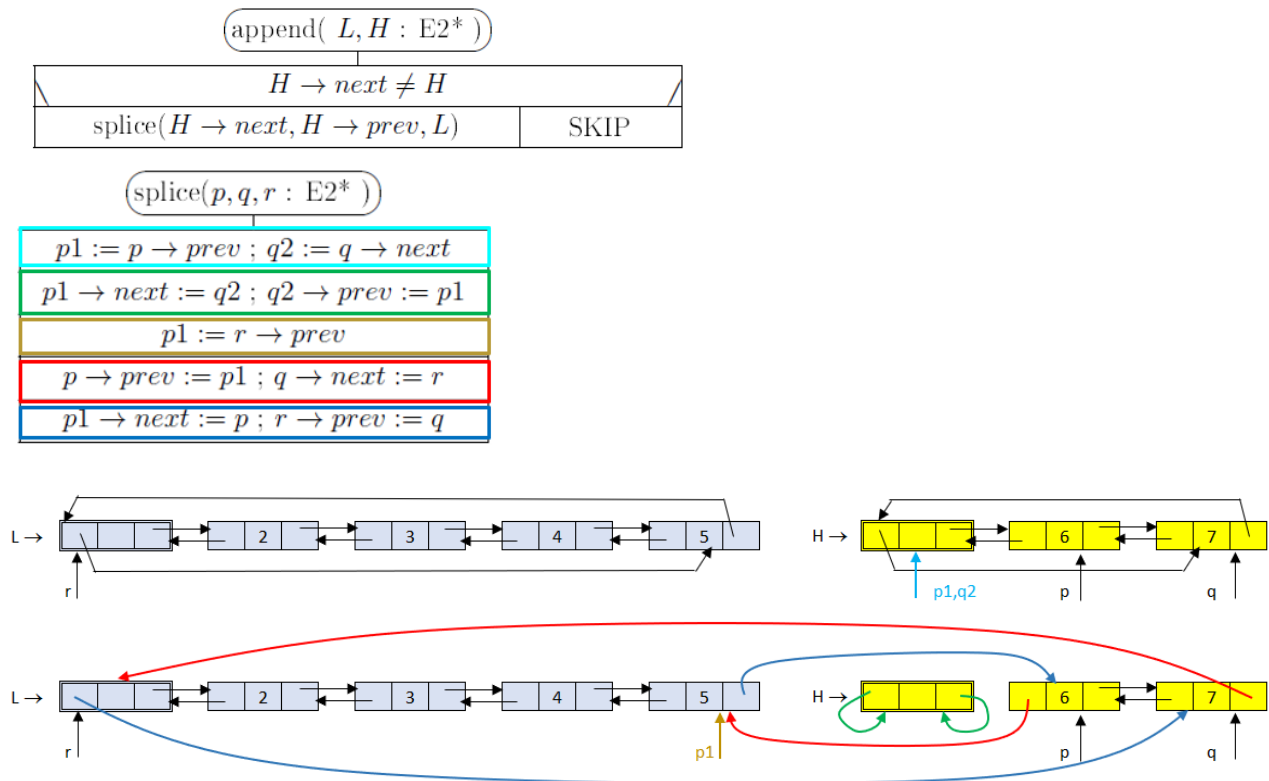 append( L, H : E2* )
H → next ≠ H
splice(H → next, H → prev, L) SKIP
splice(p, q, r : E2* )
p1 := p → prev ; q2 := q → next
p1 → next := q2 ; q2 → prev := p1
p1 := r → prev
p → prev := p1 ; q → next := r
p1 → next := p ; r → prev := q
L → 2 3 4 5 H → 6 7
r p1,q2 p q
L → 2 3 4 5 H → 6 7
r p1 p q